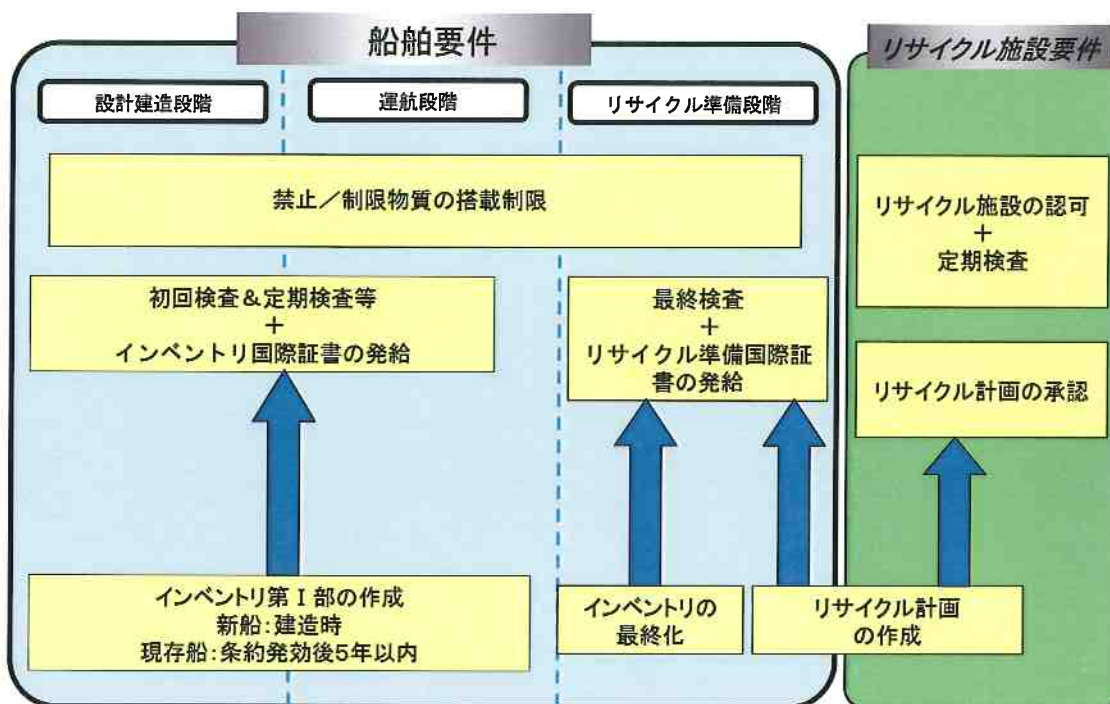 船舶要件
リサイクル施設要件
設計建造段階
運航段階
リサイクル準備段階
禁止／制限物質の搭載制限
リサイクル施設の認可
＋
定期検査
初回検査＆定期検査等
＋
インベントリ国際証書の発給
最終検査
＋
リサイクル準備国際証
書の発給
リサイクル計画の承認
インベントリ第Ⅰ部の作成
新船：建造時
現存船：条約発効後5年以内
インベントリの
最終化
リサイクル計画
の作成